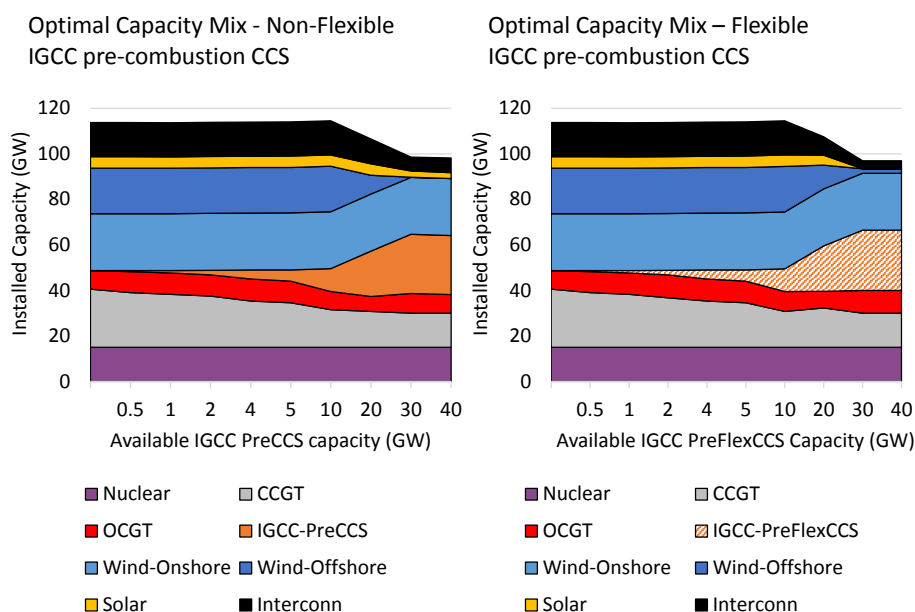 Optimal Capacity Mix - Non-Flexible
IGCC pre-combustion CCS
Installed Capacity (GW)
120
100
80
60
40
20
0
0.5 1 2 4 5 10 20 30 40
Available IGCC PreCCS capacity (GW)
Nuclear CCGT
OCGT IGCC-PreCCS
Wind-Onshore Wind-Offshore
Solar Interconn
Optimal Capacity Mix – Flexible
IGCC pre-combustion CCS
Installed Capacity (GW)
120
100
80
60
40
20
0
0.5 1 2 4 5 10 20 30 40
Available IGCC PreFlexCCS Capacity (GW)
Nuclear CCGT
OCGT IGCC-PreFlexCCS
Wind-Onshore Wind-Offshore
Solar Interconn